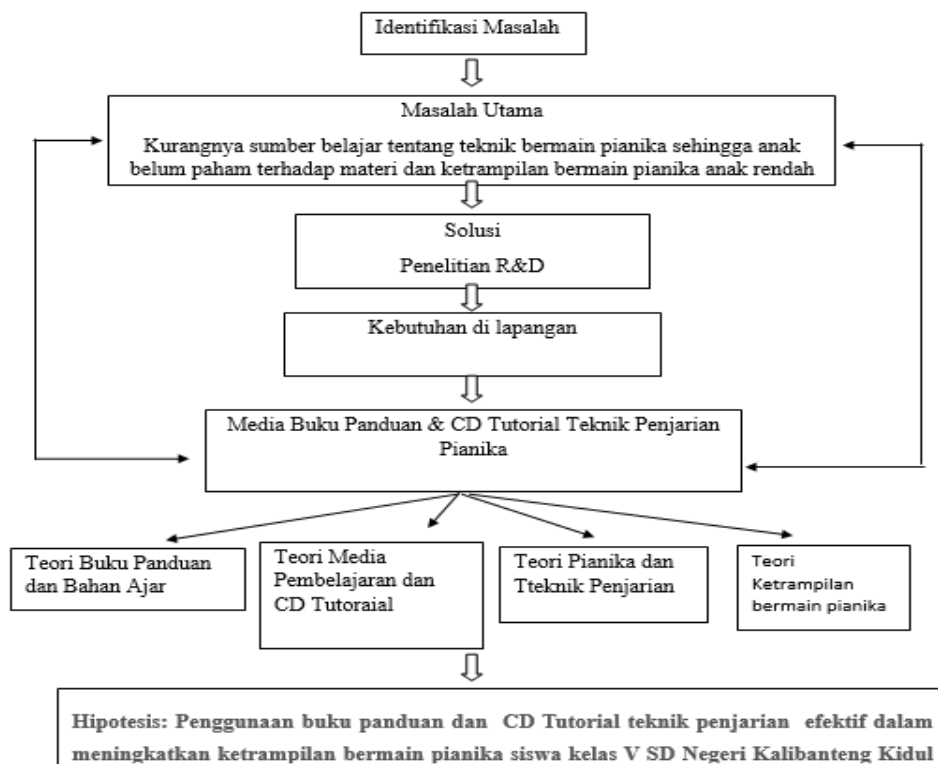 Identifikasi Masalah
Masalah Utama
Kurangnya sumber belajar tentang teknik bermain pianika sehingga anak
belum paham terhadap materi dan ketrampilan bermain pianika anak rendah
Solusi
Penelitian R&D
Kebutuhan di lapangan
Media Buku Panduan & CD Tutorial Teknik Penjarian
Pianika
Teori Buku Panduan
dan Bahan Ajar
Teori Media
Pembelajaran dan
CD Tutoraial
Teori Pianika dan
Tteknik Penjarian
Teori
Ketrampilan
bermain pianika
Hipotesis: Penggunaan buku panduan dan CD Tutorial teknik penjarian efektif dalam
meningkatkan ketrampilan bermain pianika siswa kelas V SD Negeri Kalibanteng Kidul